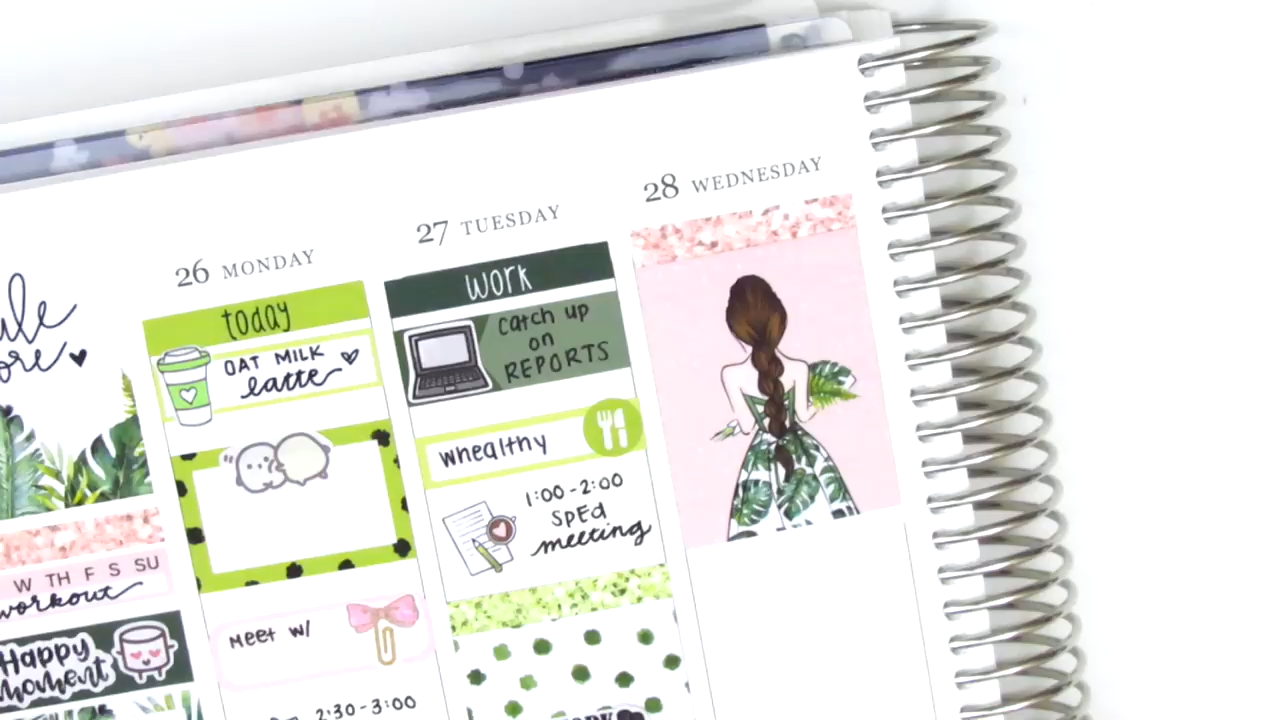 26 MONDAY
today
OAT MILK
latte
27 TUESDAY
work
catch up
on
REPORTS
whealthy
1:00-2:00
SPEd
meeting
28 WEDNESDAY
W TH F S SU
workout
Happy
moment
Meet w/
2:30-3:00